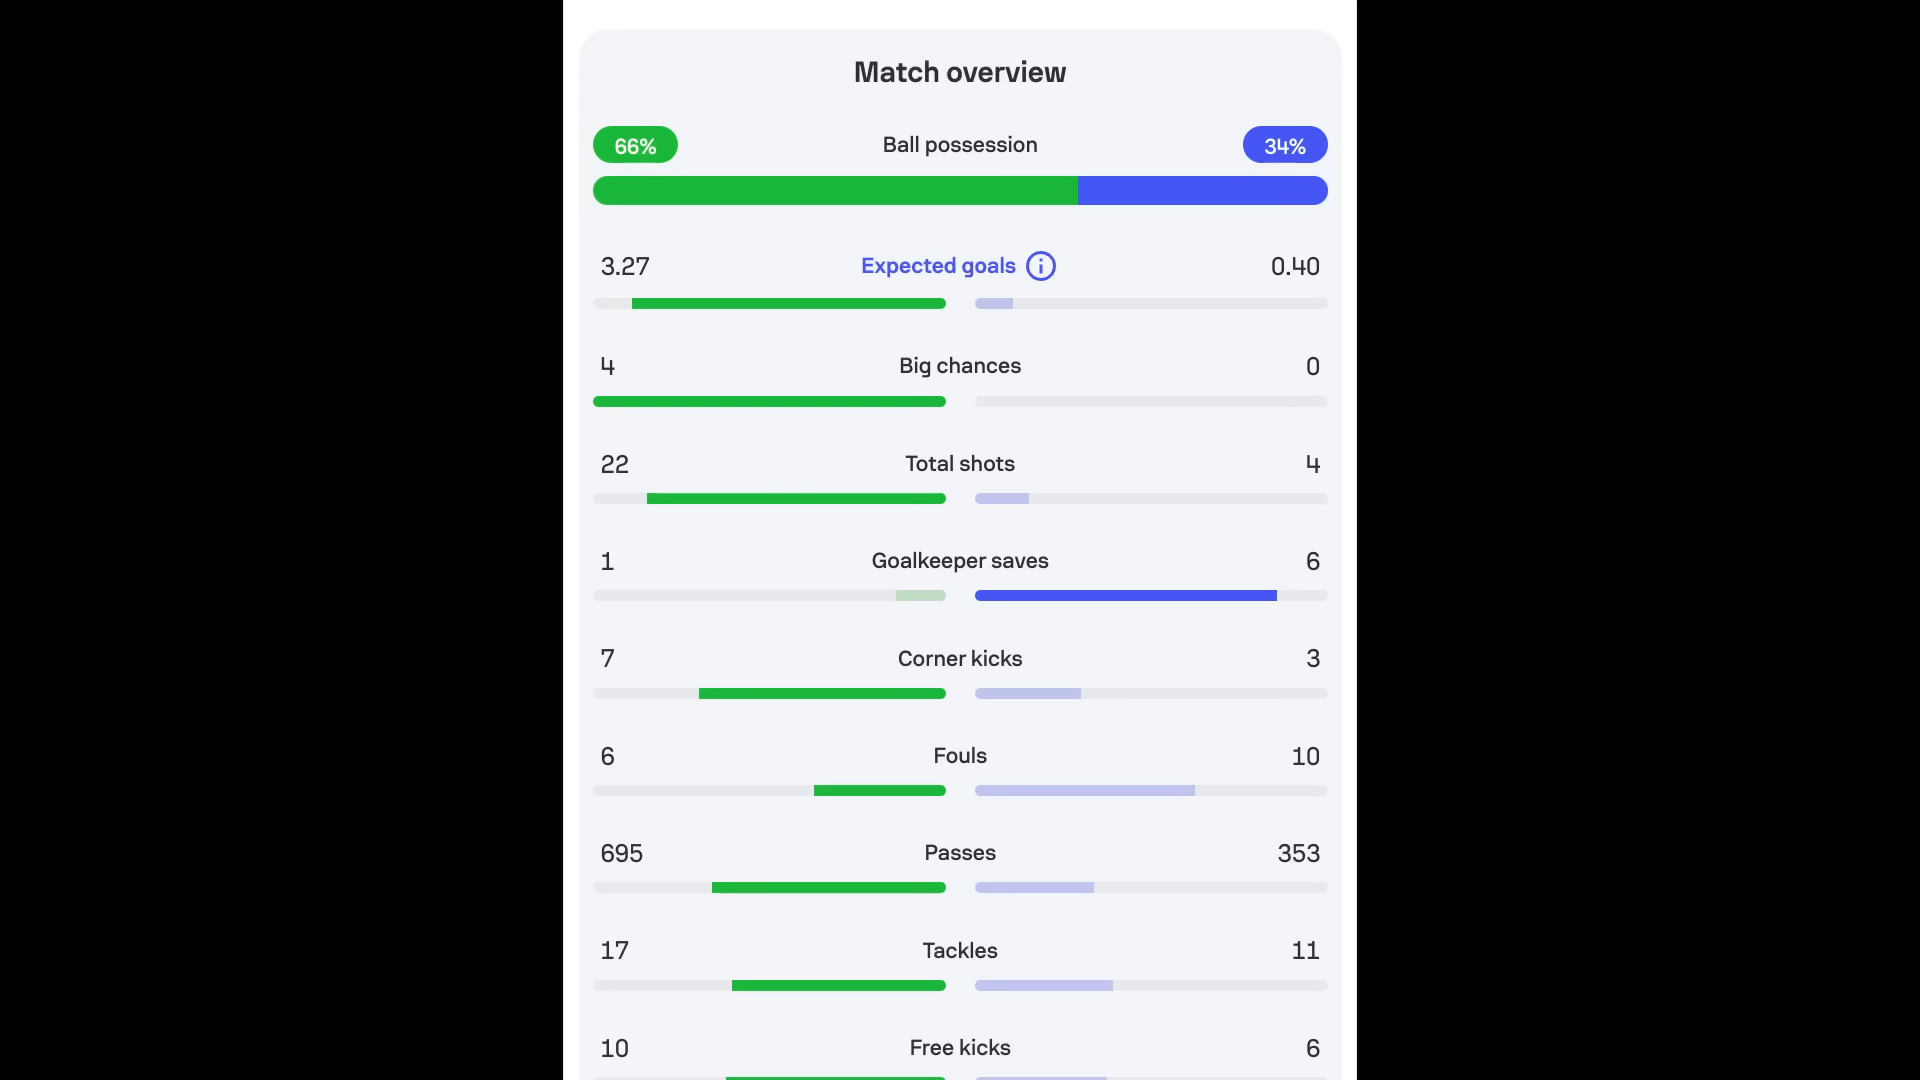 Match overview
66% Ball possession 34%
3.27 Expected goals 0.40
4 Big chances 0
22 Total shots 4
1 Goalkeeper saves 6
7 Corner kicks 3
6 Fouls 10
695 Passes 353
17 Tackles 11
10 Free kicks 6